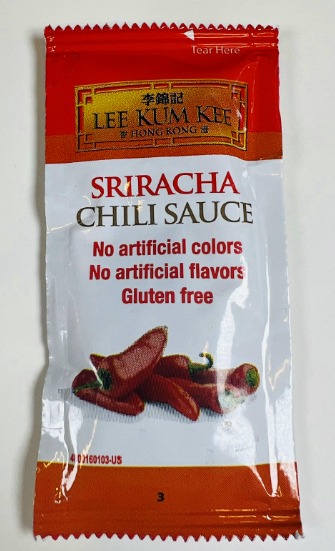 Tear Here
李錦記
LEE KUM KEE
HONG KONG
SRIRACHA
CHILI SAUCE
No artificial colors
No artificial flavors
Gluten free
3